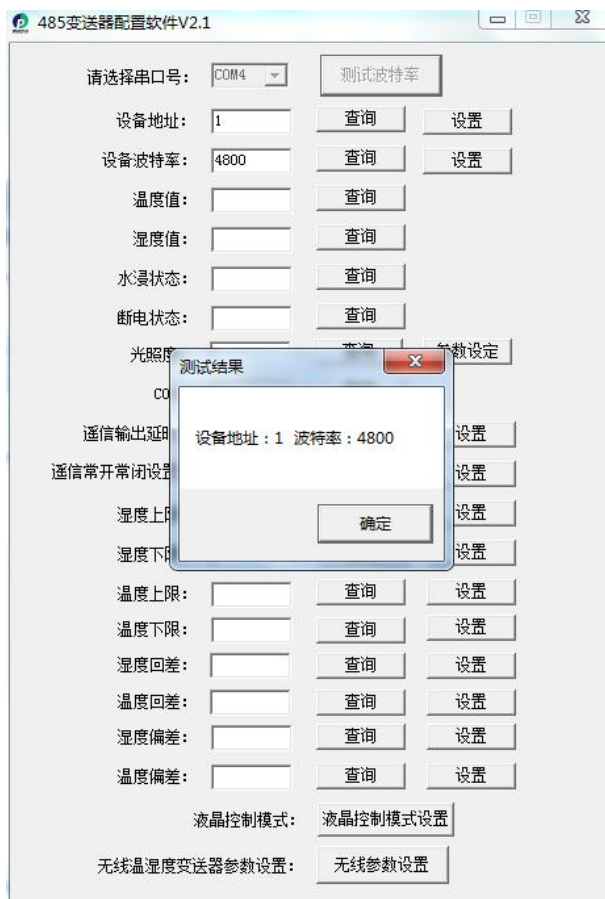 485变送器配置软件V2.1
请选择串口号： COM4 测试波特率
设备地址： 1 查询 设置
设备波特率： 4800 查询 设置
温度值： 查询
湿度值： 查询
水浸状态： 查询
断电状态： 查询
光照度 查询 参数设定
测试结果
CO
设备地址：1 波特率：4800
遥信输出延时 设置
遥信常开常闭设置 设置
确定
湿度上限 设置
湿度下限 设置
温度上限： 查询 设置
温度下限： 查询 设置
湿度回差： 查询 设置
温度回差： 查询 设置
湿度偏差： 查询 设置
温度偏差： 查询 设置
液晶控制模式： 液晶控制模式设置
无线温湿度变送器参数设置： 无线参数设置